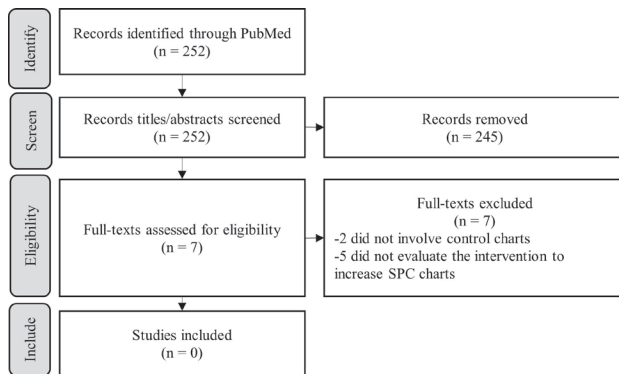 Identify
Records identified through PubMed
(n = 252)
Screen
Records titles/abstracts screened
(n = 252)
Records removed
(n = 245)
Eligibility
Full-texts assessed for eligibility
(n = 7)
Full-texts excluded
(n = 7)
-2 did not involve control charts
-5 did not evaluate the intervention to
increase SPC charts
Include
Studies included
(n = 0)